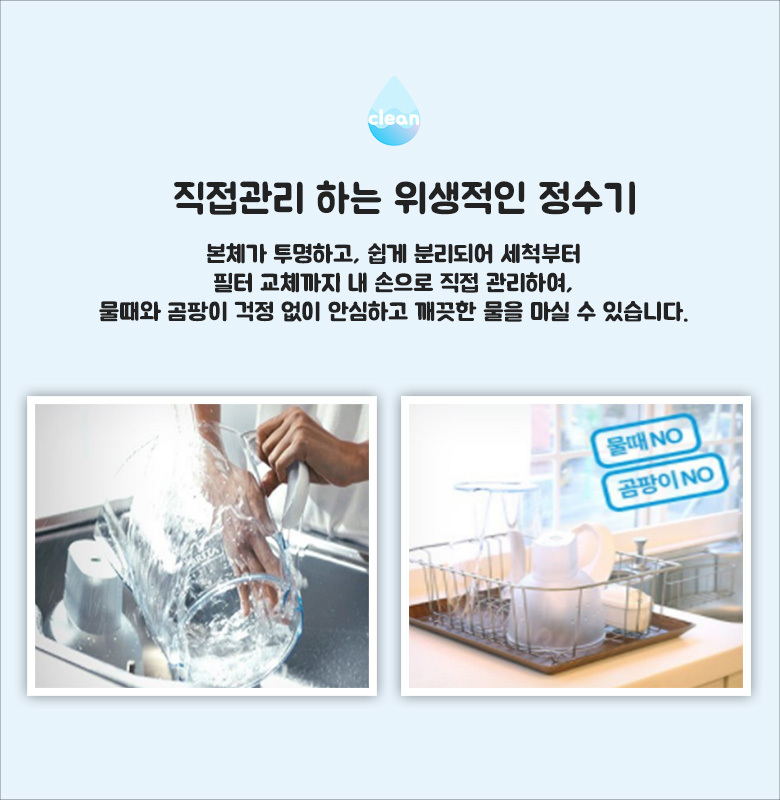 clean
직접관리 하는 위생적인 정수기
본체가 투명하고, 쉽게 분리되어 세척부터
필터 교체까지 내 손으로 직접 관리하여,
물때와 곰팡이 걱정 없이 안심하고 깨끗한 물을 마실 수 있습니다.
물때 NO
곰팡이 NO